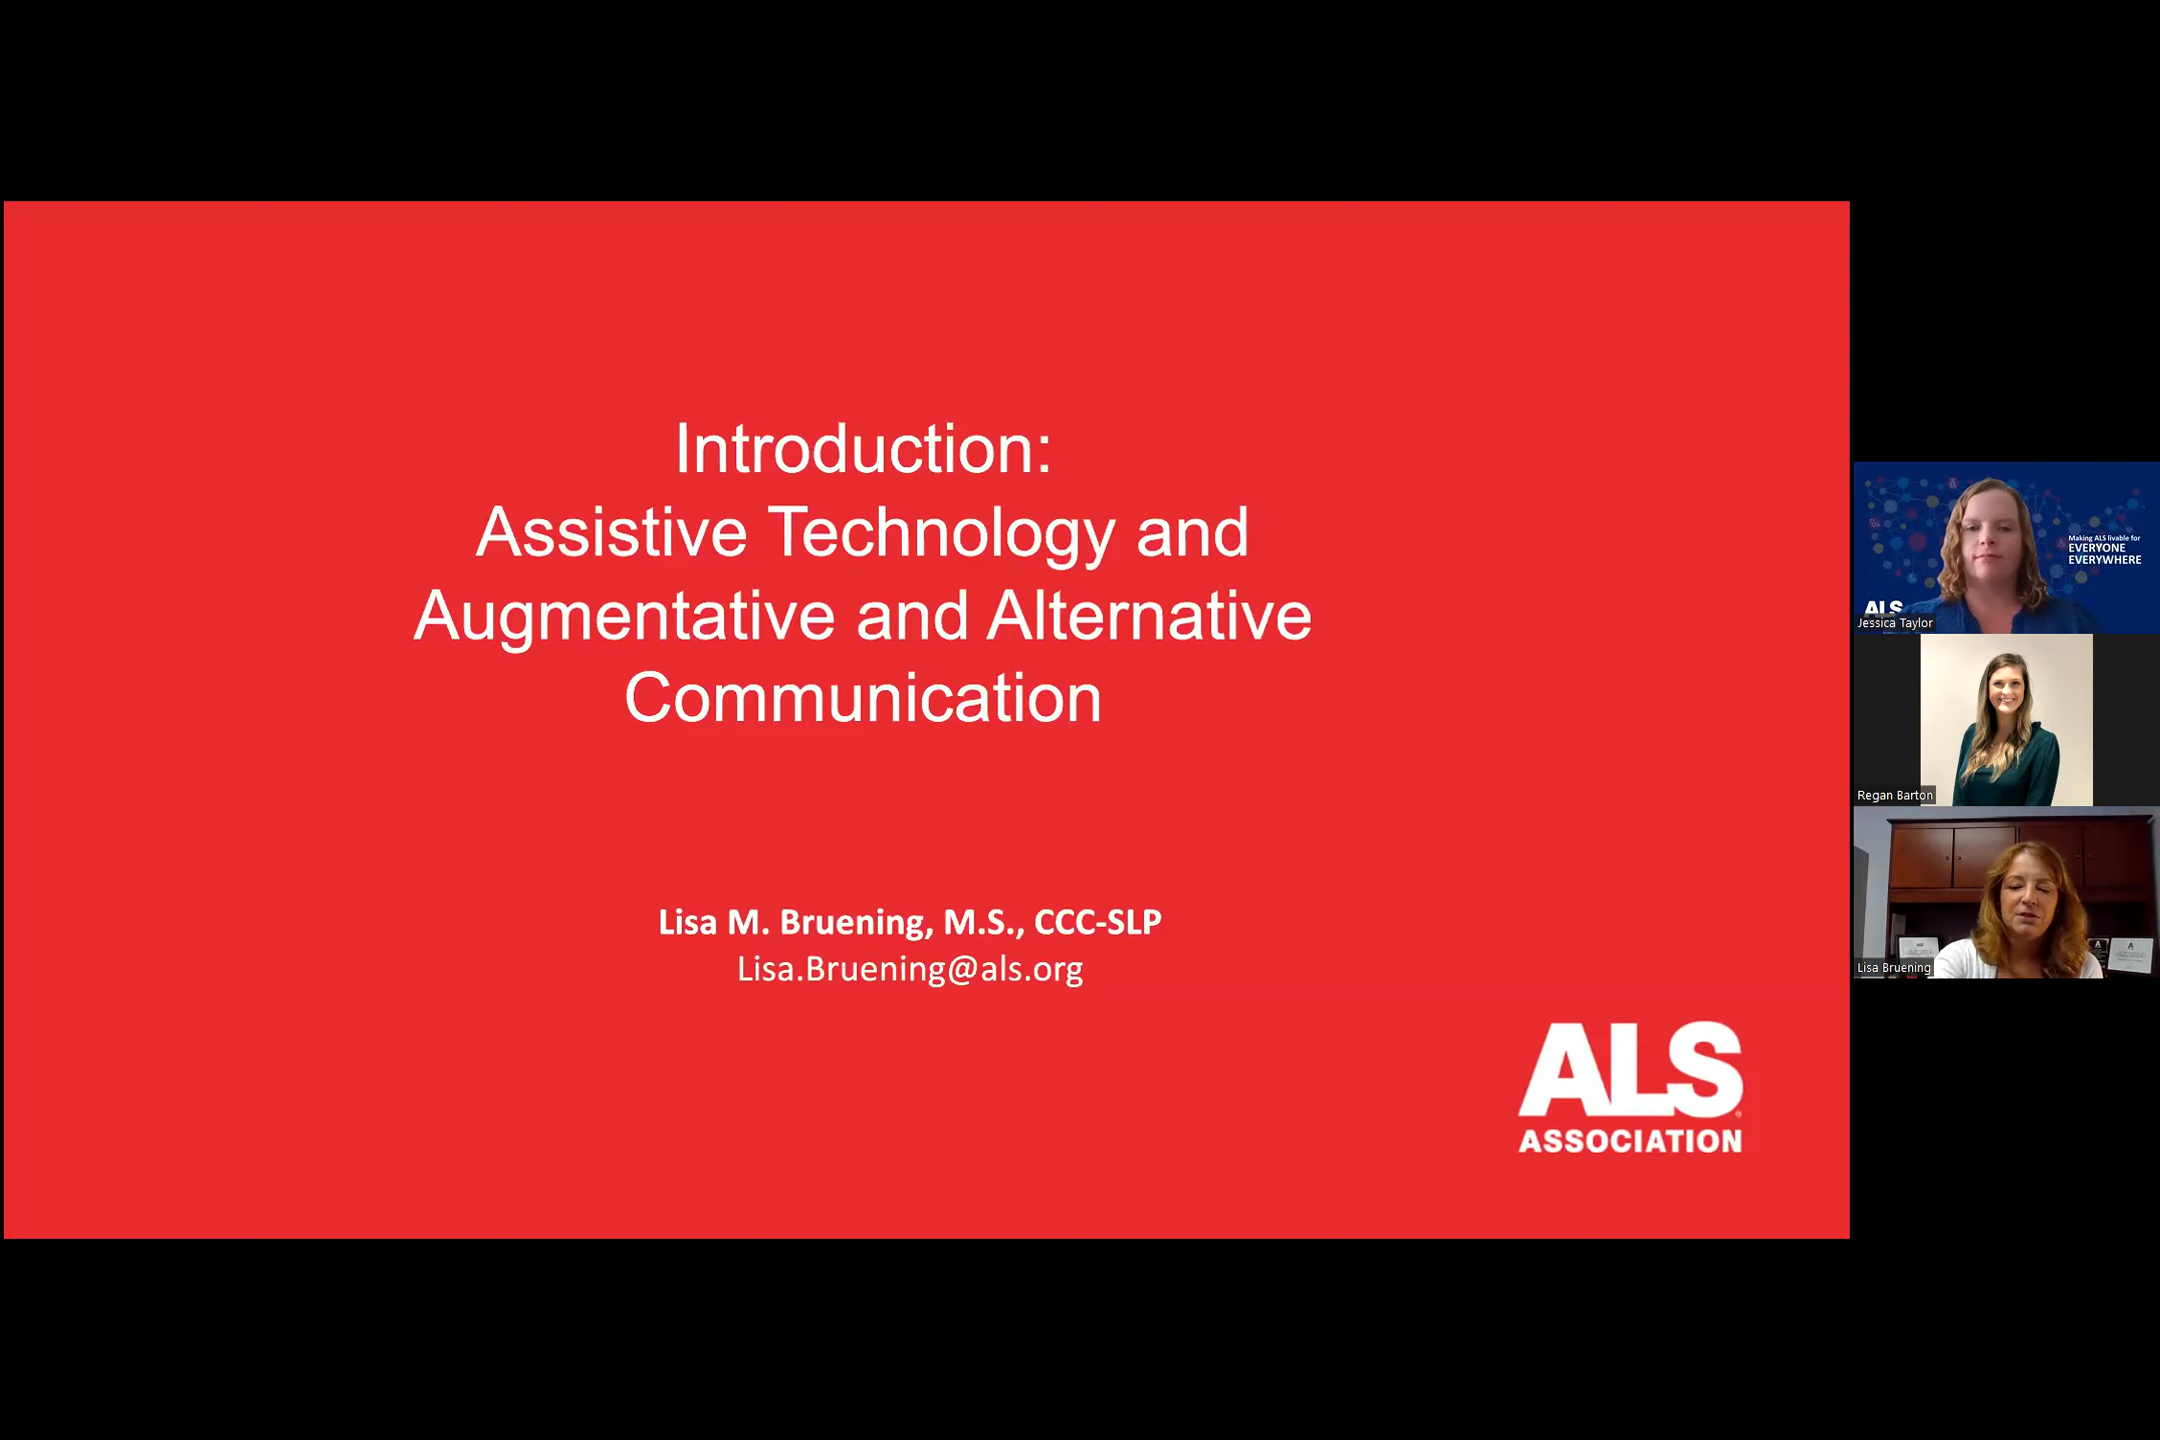 Introduction:
Assistive Technology and
Augmentative and Alternative
Communication
Lisa M. Bruening, M.S., CCC-SLP
Lisa.Bruening@als.org
ALS
ASSOCIATION
Making ALS livable for
EVERYONE
EVERYWHERE
ALS
Jessica Taylor
Regan Barton
Lisa Bruening